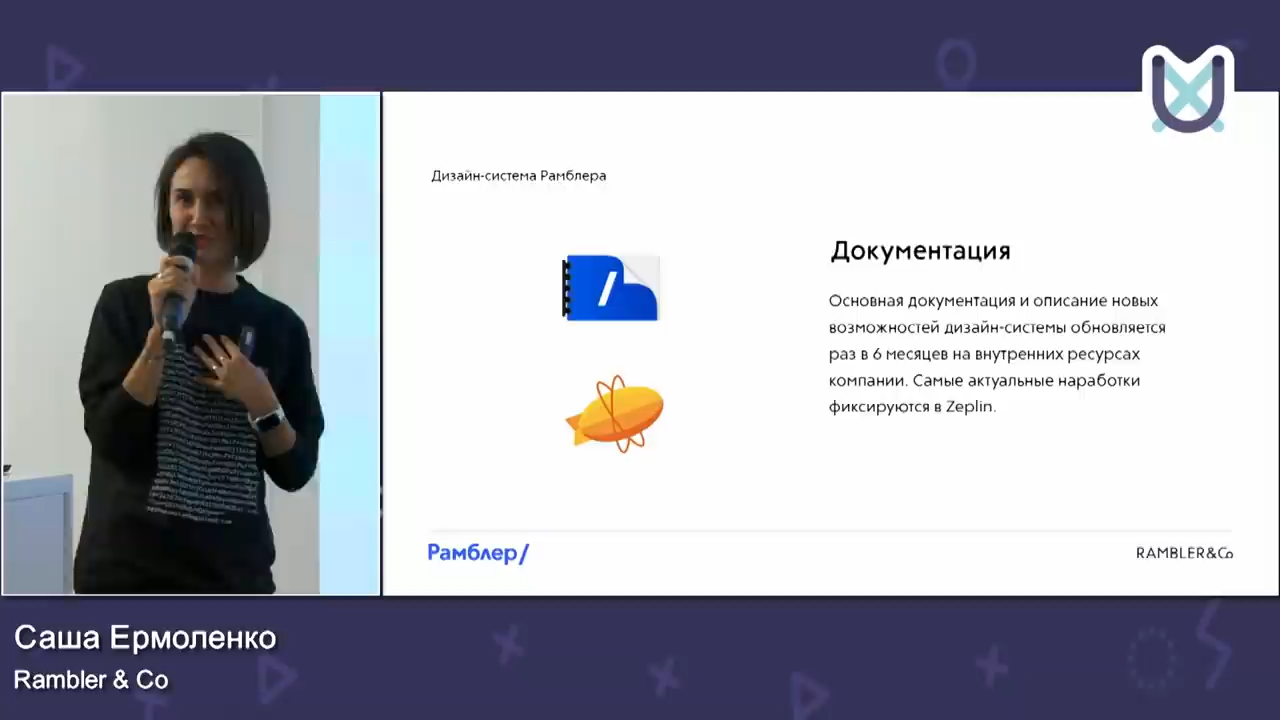 Дизайн-система Рамблера
Документация
Основная документация и описание новых
возможностей дизайн-системы обновляется
раз в 6 месяцев на внутренних ресурсах
компании. Самые актуальные наработки
фиксируются в Zeplin.
Рамблер/
RAMBLER&Co
Саша Ермоленко
Rambler & Co